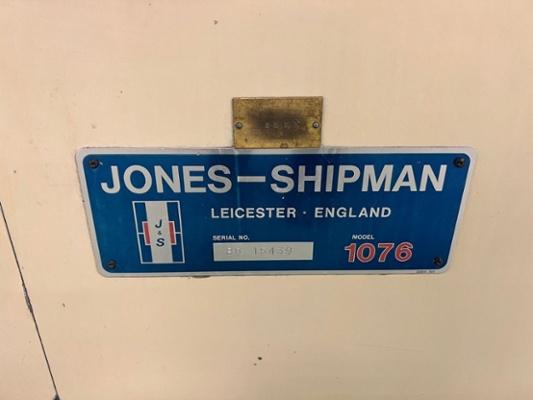 JONES—SHIPMAN
LEICESTER · ENGLAND
J
&
S
SERIAL NO.
MODEL
1076